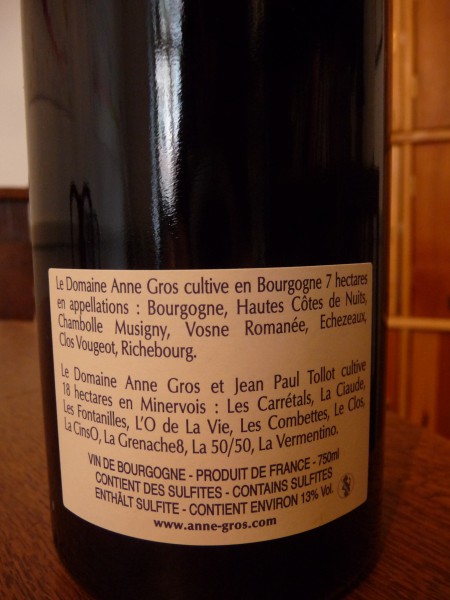 Le Domaine Anne Gros cultive en Bourgogne 7 hectares
en appellations : Bourgogne, Hautes Côtes de Nuits,
Chambolle Musigny, Vosne Romanée, Echezeaux,
Clos Vougeot, Richebourg.
Le Domaine Anne Gros et Jean Paul Tollot cultive
18 hectares en Minervois : Les Carrétals, La Ciaude,
Les Fontanilles, L'O de La Vie, Les Combettes, Le Clos,
La CinsO, La Grenache8, La 50/50, La Vermentino.
VIN DE BOURGOGNE - PRODUIT DE FRANCE - 750ml
CONTIENT DES SULFITES - CONTAINS SULFITES
ENTHÄLT SULFITE - CONTIENT ENVIRON 13% Vol.
www.anne-gros.com